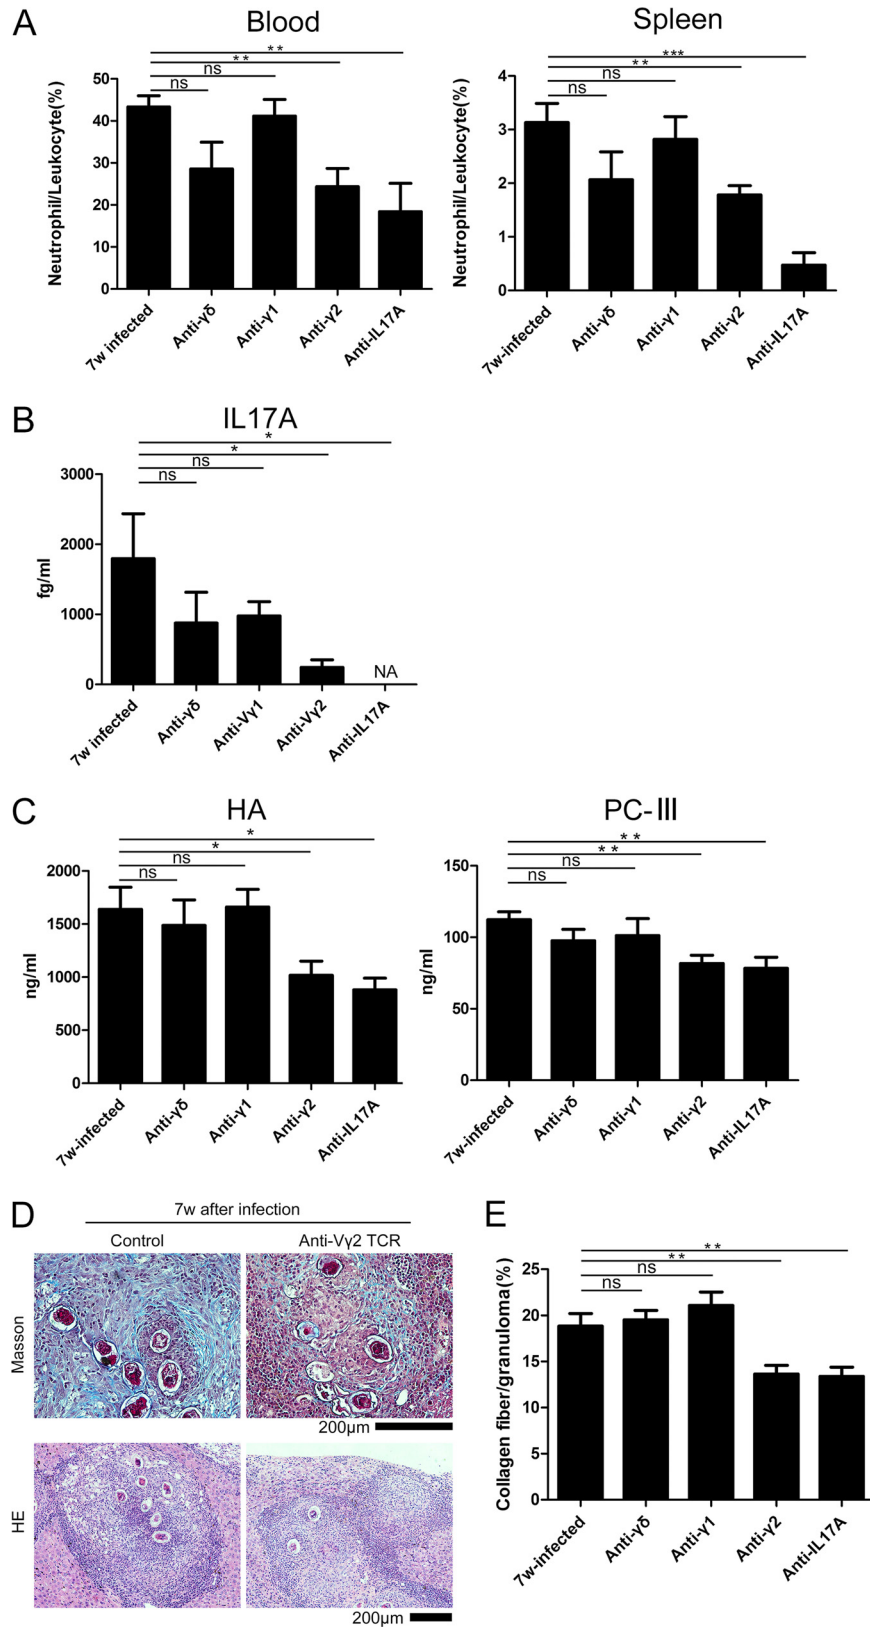 A
Blood
**
**
ns
ns
Neutrophil/Leukocyte(%)
50
40
30
20
10
0
7w infected
Anti-γδ
Anti-γ1
Anti-γ2
Anti-IL17A
Spleen
***
**
ns
ns
Neutrophil/Leukocyte(%)
4
3
2
1
0
7w-infected
Anti-γδ
Anti-γ1
Anti-γ2
Anti-IL17A
B
IL17A
*
*
ns
ns
fg/ml
3000
2000
1000
0
NA
7w infected
Anti-γδ
Anti-Vγ1
Anti-Vγ2
Anti-IL17A
C
HA
*
*
ns
ns
ng/ml
2000
1500
1000
500
0
7w-infected
Anti-γδ
Anti-γ1
Anti-γ2
Anti-IL17A
PC-Ⅲ
**
**
ns
ns
ng/ml
150
100
50
0
7w-infected
Anti-γδ
Anti-γ1
Anti-γ2
Anti-IL17A
D
7w after infection
Control
Anti-Vγ2 TCR
Masson
200μm
HE
200μm
E
**
**
ns
ns
Collagen fiber/granuloma(%)
25
20
15
10
5
0
7w-infected
Anti-γδ
Anti-γ1
Anti-γ2
Anti-IL17A